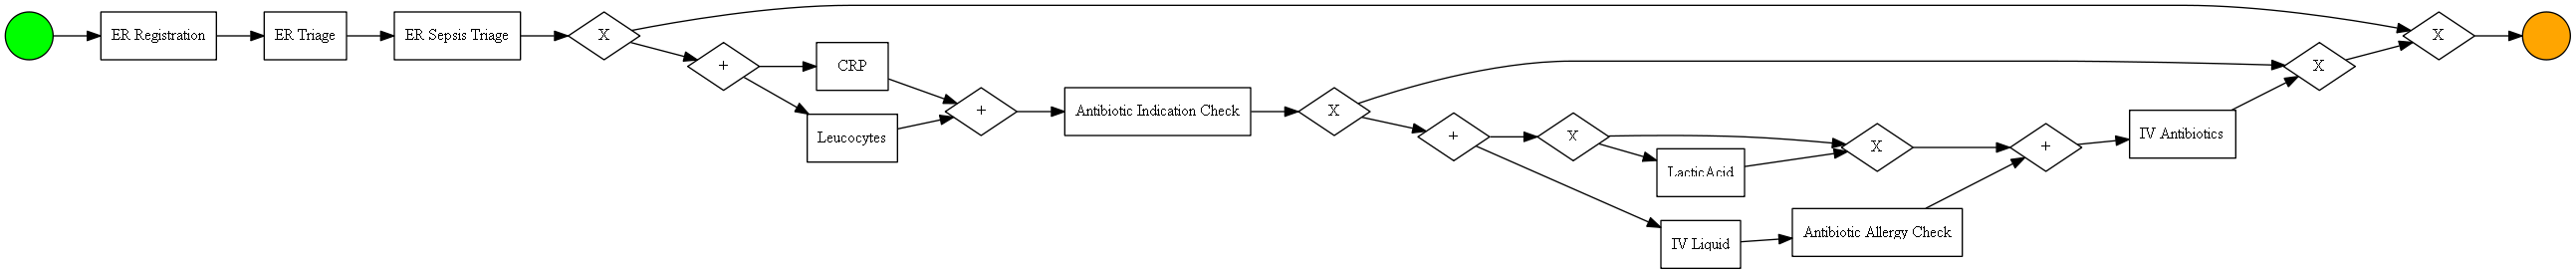 ER Registration
ER Triage
ER Sepsis Triage
X
+
CRP
Leucocytes
+
Antibiotic Indication Check
X
+
X
LacticAcid
IV Liquid
X
Antibiotic Allergy Check
+
IV Antibiotics
X
X